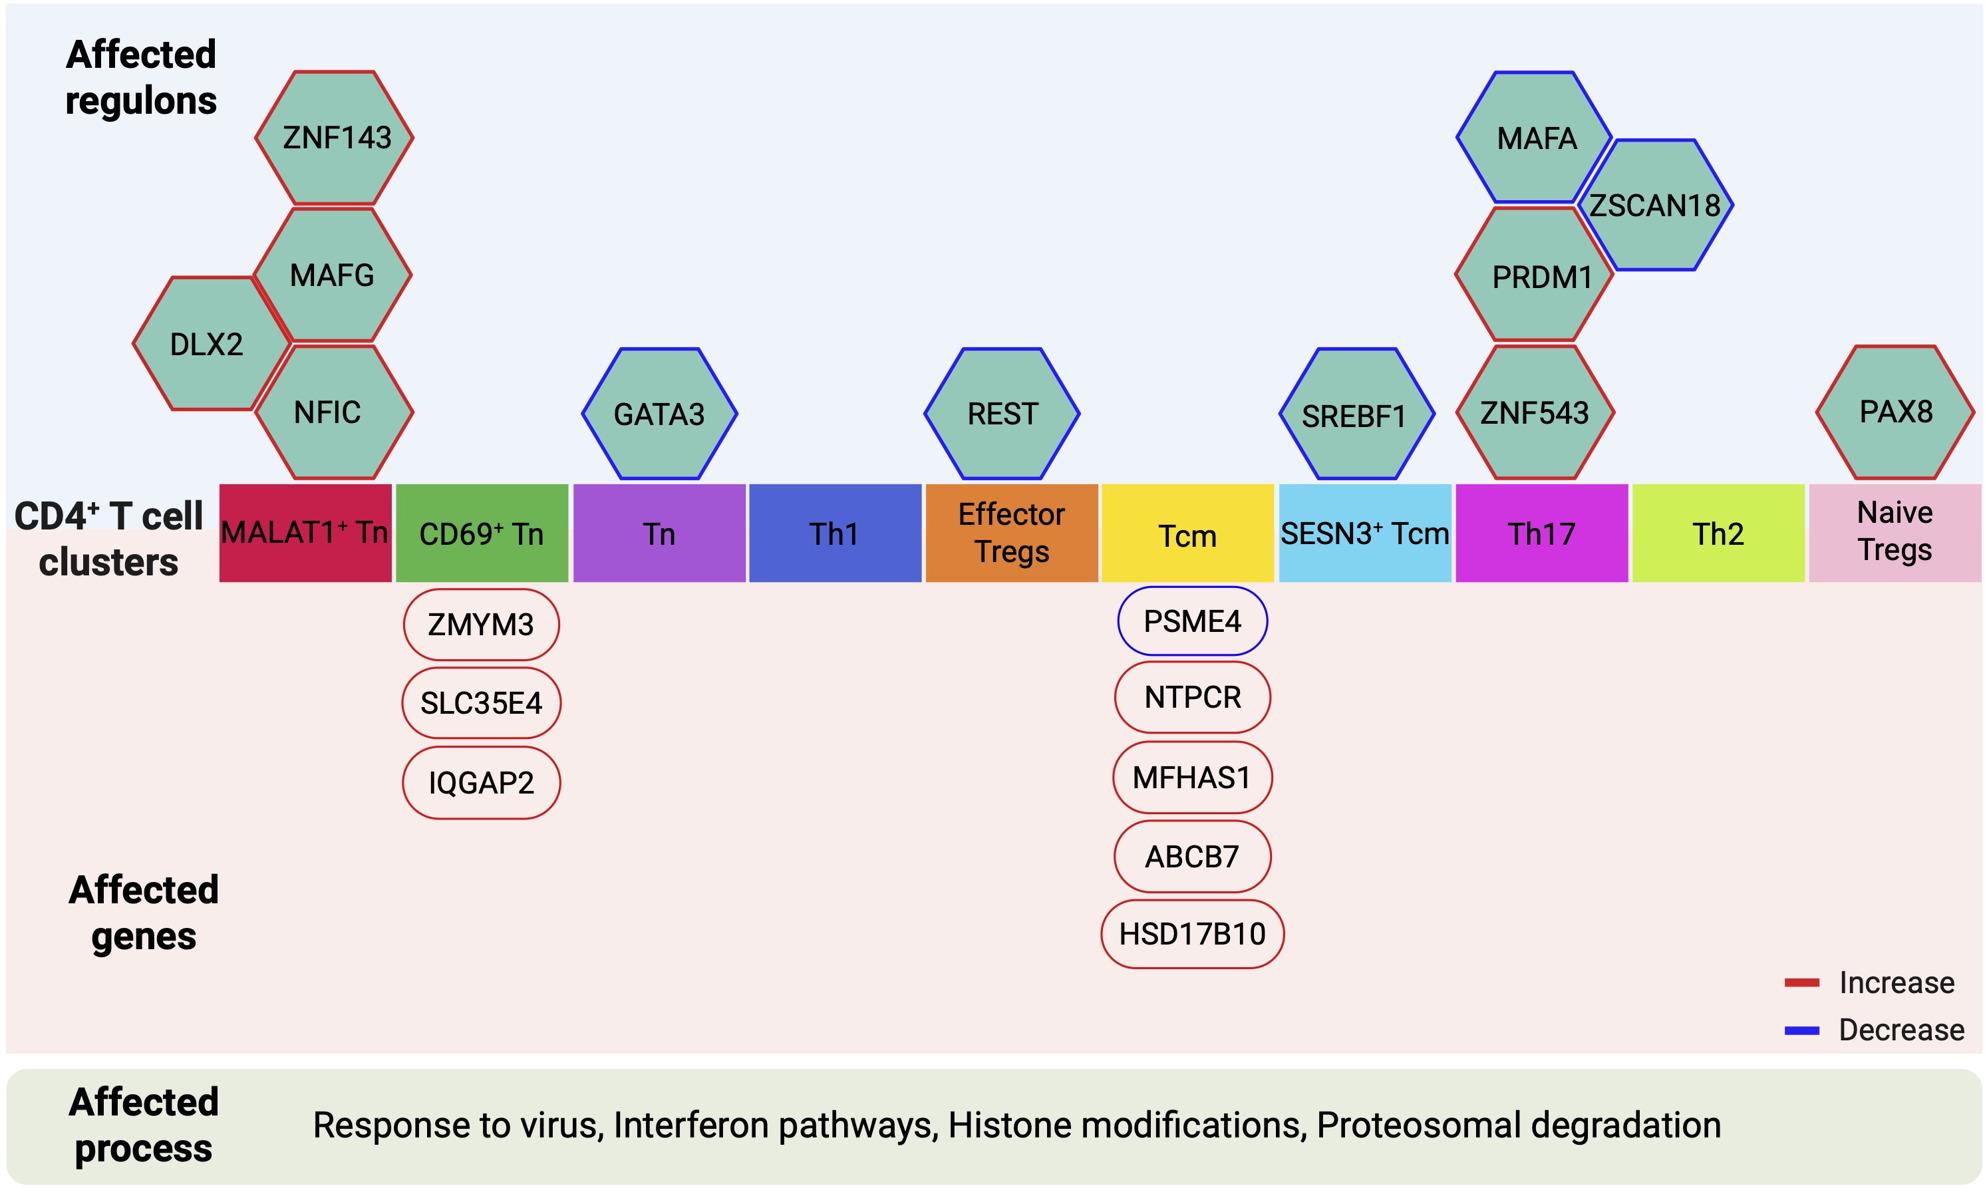 Affected
regulons
ZNF143
MAFG
DLX2
NFIC
GATA3
REST
SREBF1
MAFA
ZSCAN18
PRDM1
ZNF543
PAX8
CD4⁺ T cell
clusters
MALAT1⁺ Tn
CD69⁺ Tn
Tn
Th1
Effector
Tregs
Tcm
SESN3⁺ Tcm
Th17
Th2
Naive
Tregs
ZMYM3
SLC35E4
IQGAP2
PSME4
NTPCR
MFHAS1
ABCB7
HSD17B10
Affected
genes
Increase
Decrease
Affected
process
Response to virus, Interferon pathways, Histone modifications, Proteosomal degradation